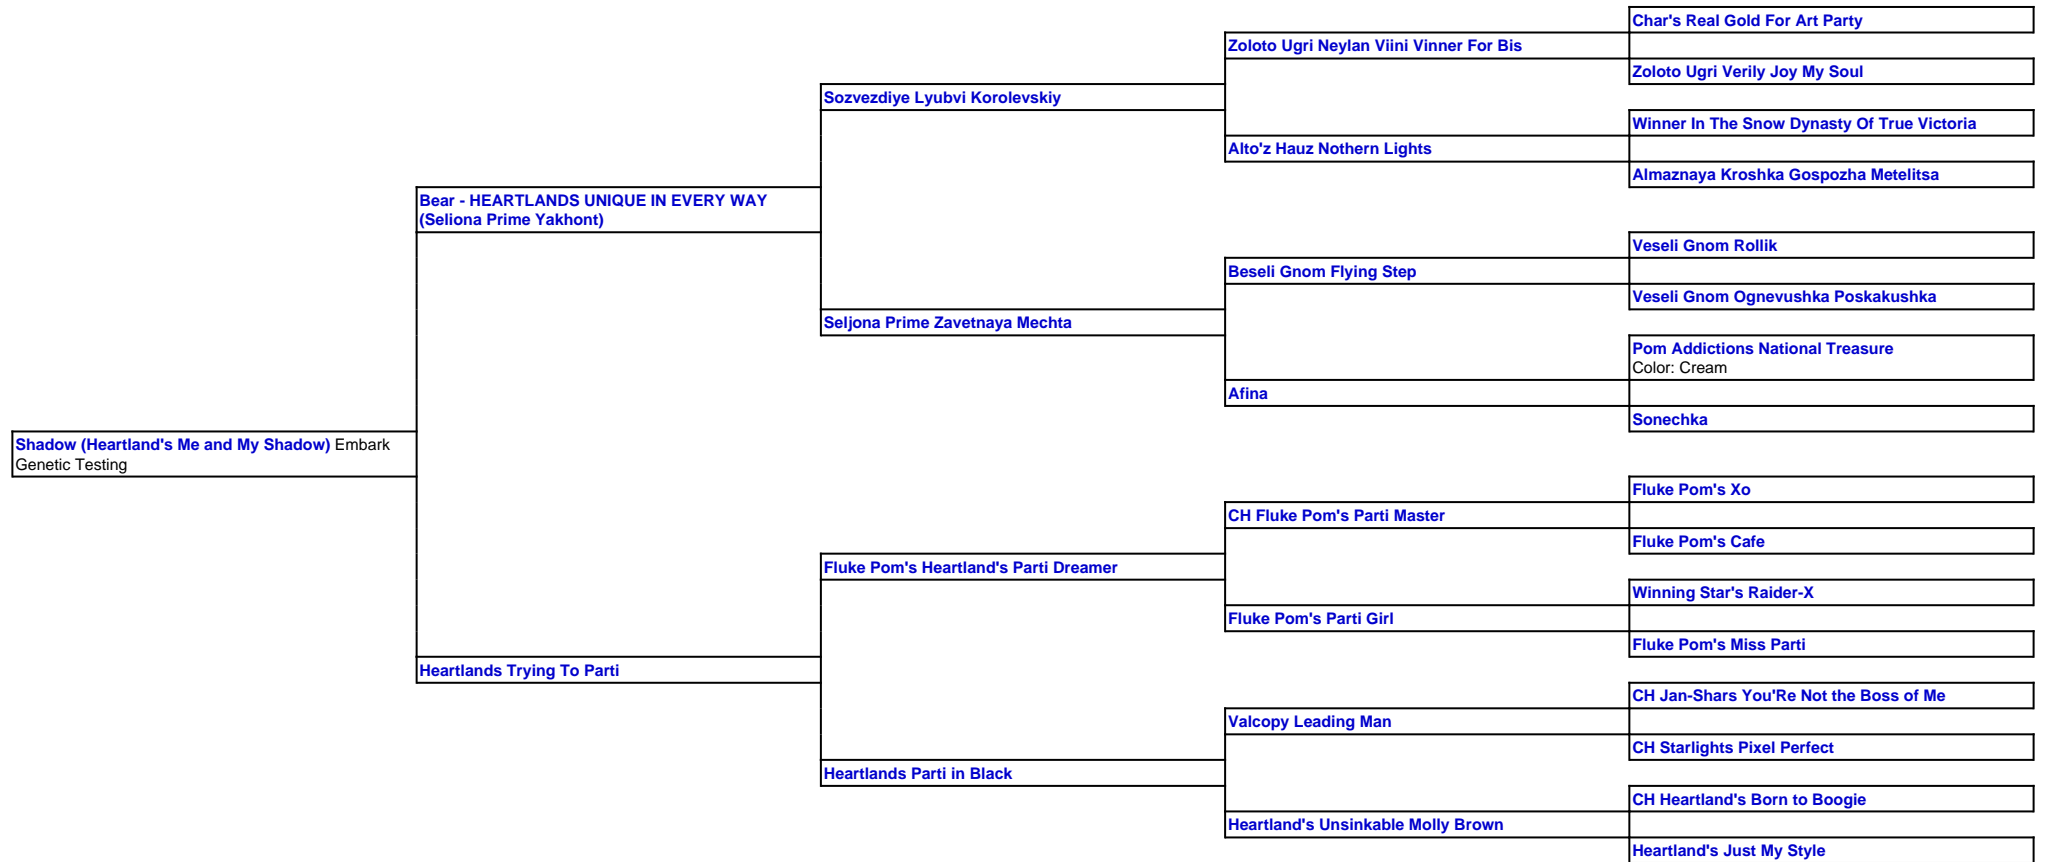 Char's Real Gold For Art Party
Zoloto Ugri Neylan Viini Vinner For Bis
Zoloto Ugri Verily Joy My Soul
Sozvezdiye Lyubvi Korolevskiy
Winner In The Snow Dynasty Of True Victoria
Alto'z Hauz Nothern Lights
Almaznaya Kroshka Gospozha Metelitsa
Bear - HEARTLANDS UNIQUE IN EVERY WAY
(Seliona Prime Yakhont)
Veseli Gnom Rollik
Beseli Gnom Flying Step
Veseli Gnom Ognevushka Poskakushka
Seljona Prime Zavetnaya Mechta
Pom Addictions National Treasure
Color: Cream
Afina
Sonechka
Shadow (Heartland's Me and My Shadow) Embark
Genetic Testing
Fluke Pom's Xo
CH Fluke Pom's Parti Master
Fluke Pom's Cafe
Fluke Pom's Heartland's Parti Dreamer
Winning Star's Raider-X
Fluke Pom's Parti Girl
Fluke Pom's Miss Parti
Heartlands Trying To Parti
CH Jan-Shars You'Re Not the Boss of Me
Valcopy Leading Man
CH Starlights Pixel Perfect
Heartlands Parti in Black
CH Heartland's Born to Boogie
Heartland's Unsinkable Molly Brown
Heartland's Just My Style